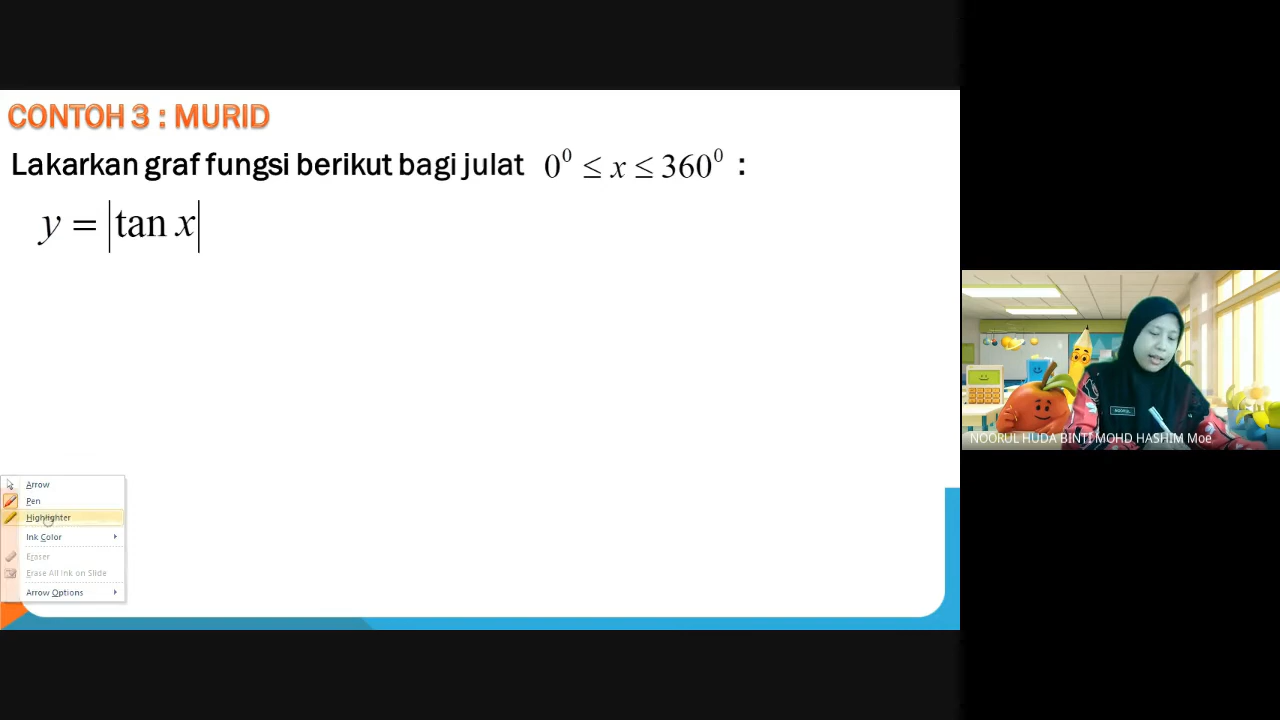 CONTOH 3 : MURID
Lakarkan graf fungsi berikut bagi julat 0⁰ ≤ x ≤ 360⁰ :
y = |tan x|
Arrow
Pen
Highlighter
Ink Color
Eraser
Erase All Ink on Slide
Arrow Options
NOORUL
NOORUL HUDA BINTI MOHD HASHIM Moe